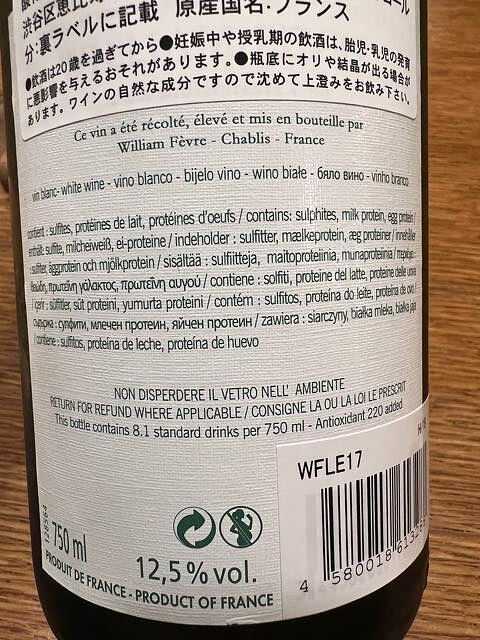 渋谷区恵比寿
分:裏ラベルに記載 原産国名:フランス
●飲酒は20歳を過ぎてから●妊娠中や授乳期の飲酒は、胎児・乳児の発育
に悪影響を与えるおそれがあります。●瓶底にオリや結晶が出る場合が
あります。ワインの自然な成分ですので沈めて上澄みをお飲み下さい。
Ce vin a été récolté, élevé et mis en bouteille par
William Fèvre - Chablis - France
vin blanc- white wine - vino blanco - bijelo vino - wino białe - бяло вино - vinho branco
contient : sulfites, protéines de lait, protéines d'oeufs / contains: sulphites, milk protein, egg protein /
enthält: sulfite, milcheiweiß, ei-proteine / indeholder : sulfitter, mælkeprotein, æg proteiner / innehåller
: sulfiter, äggprotein och mjölkprotein / sisältää : sulfiitteja, maitoproteiinia, munaproteiinia /
θειώδη, πρωτεΐνη γάλακτος, πρωτεΐνη αυγού / contiene : solfiti, proteine del latte, proteine delle uova
/ içerir : sülfitler, süt proteini, yumurta proteini / contém : sulfitos, proteína do leite, proteína de ovo /
съдържа : сулфити, млечен протеин, яйчен протеин / zawiera : siarczyny, białka mleka, białka jaja
/ contiene : sulfitos, proteína de leche, proteína de huevo
NON DISPERDERE IL VETRO NELL' AMBIENTE
RETURN FOR REFUND WHERE APPLICABLE / CONSIGNE LA OU LA LOI LE PRESCRIT
This bottle contains 8.1 standard drinks per 750 ml - Antioxidant 220 added
WFLE17
128564
750 ml
12,5 % vol.
PRODUIT DE FRANCE - PRODUCT OF FRANCE
4 580018